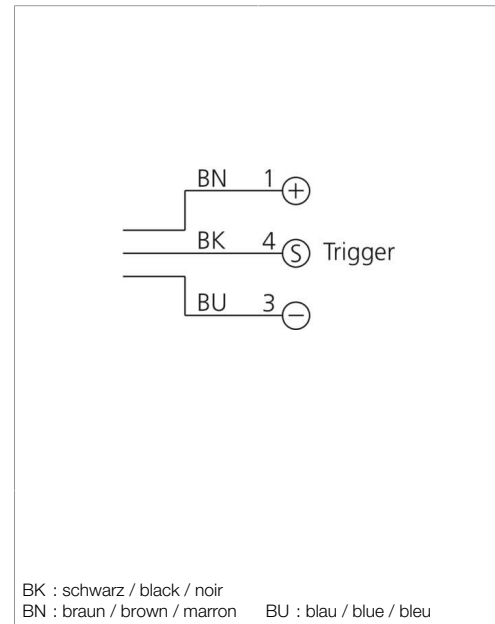 BN 1 +
BK 4 S Trigger
BU 3 −
BK : schwarz / black / noir
BN : braun / brown / marron BU : blau / blue / bleu